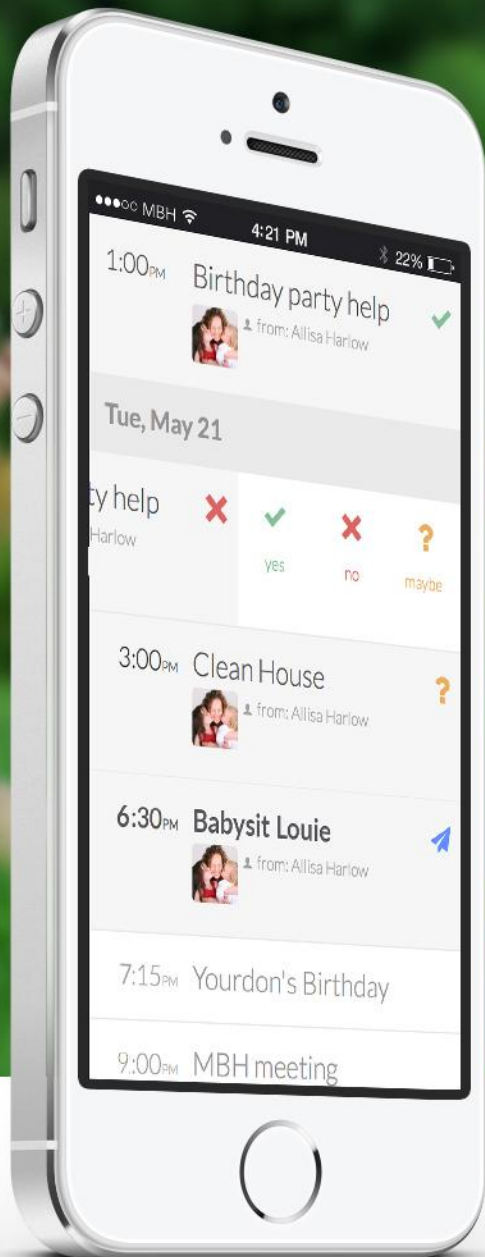 MBH 4:21 PM 22%
1:00PM Birthday party help
from: Allisa Harlow
Tue, May 21
ty help
Harlow
yes no maybe
3:00PM Clean House
from: Allisa Harlow
6:30PM Babysit Louie
from: Allisa Harlow
7:15PM Yourdon's Birthday
9:00PM MBH meeting